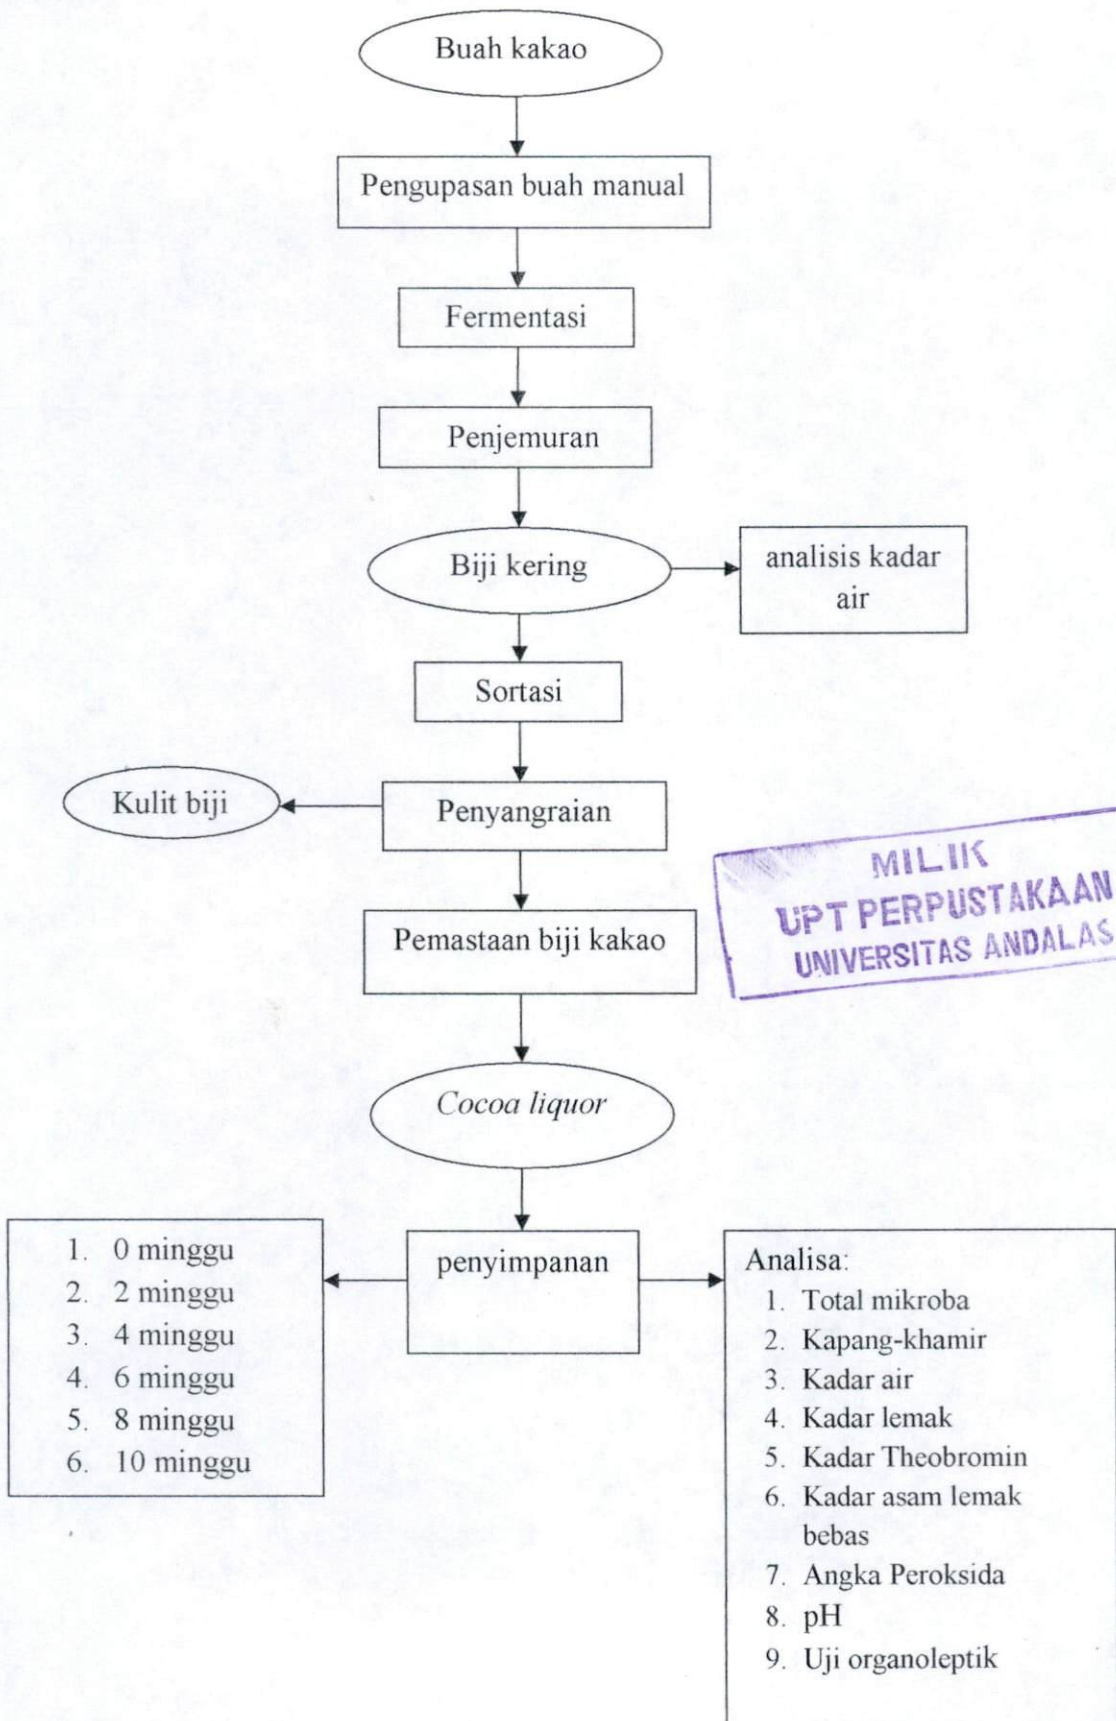 Buah kakao
Pengupasan buah manual
Fermentasi
Penjemuran
Biji kering
analisis kadar
air
Sortasi
Kulit biji
Penyangraian
Pemastaan biji kakao
MILIK
UPT PERPUSTAKAAN
UNIVERSITAS ANDALAS
Cocoa liquor
1. 0 minggu
2. 2 minggu
3. 4 minggu
4. 6 minggu
5. 8 minggu
6. 10 minggu
penyimpanan
Analisa:
1. Total mikroba
2. Kapang-khamir
3. Kadar air
4. Kadar lemak
5. Kadar Theobromin
6. Kadar asam lemak
bebas
7. Angka Peroksida
8. pH
9. Uji organoleptik